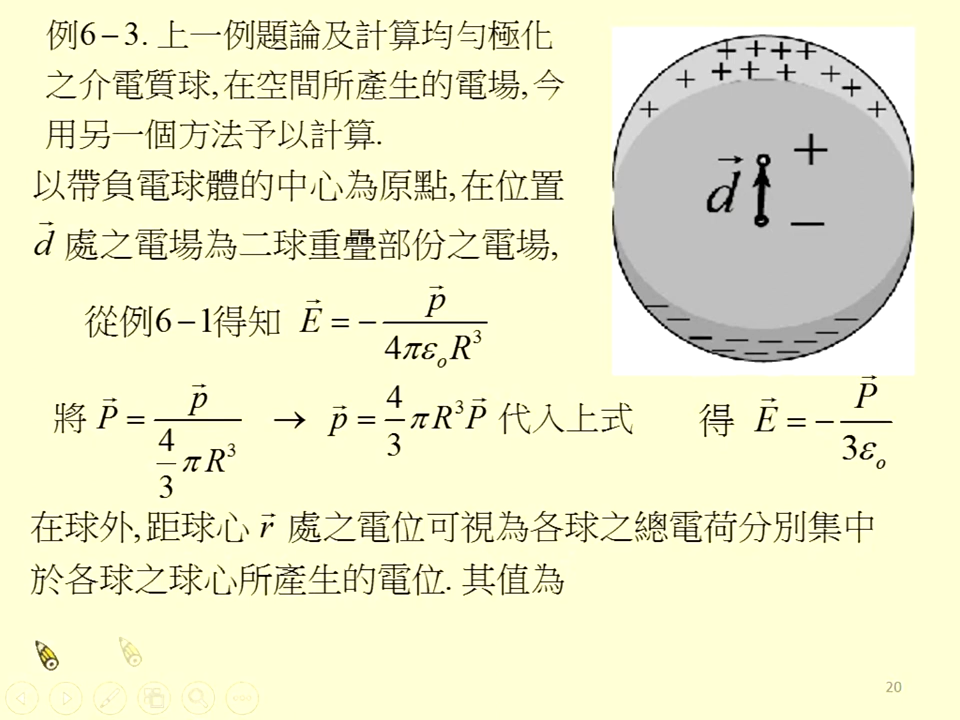 例6－3. 上一例題論及計算均勻極化
之介電質球,在空間所產生的電場,今
用另一個方法予以計算.
以帶負電球體的中心為原點,在位置
d⃗ 處之電場為二球重疊部份之電場,
從例6－1得知 E⃗ = − p⃗ / 4πε₀R³
將 P⃗ = p⃗ / (4/3 πR³) → p⃗ = 4/3 πR³P⃗ 代入上式 得 E⃗ = − P⃗ / 3ε₀
在球外,距球心 r⃗ 處之電位可視為各球之總電荷分別集中
於各球之球心所產生的電位. 其值為
+ + + + + + + + + + + + + +
+
d⃗
−
− − − − − − − − − − − −
20